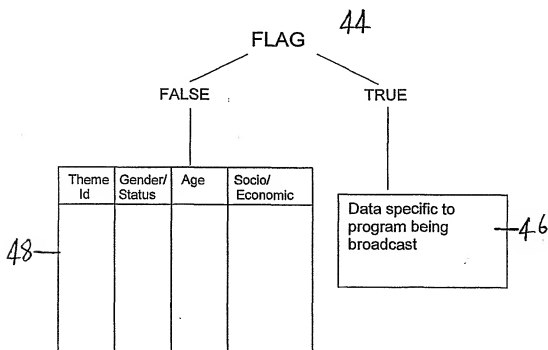 44
FLAG
FALSE
TRUE
Theme Id
Gender/ Status
Age
Socio/ Economic
48
Data specific to
program being
broadcast
46